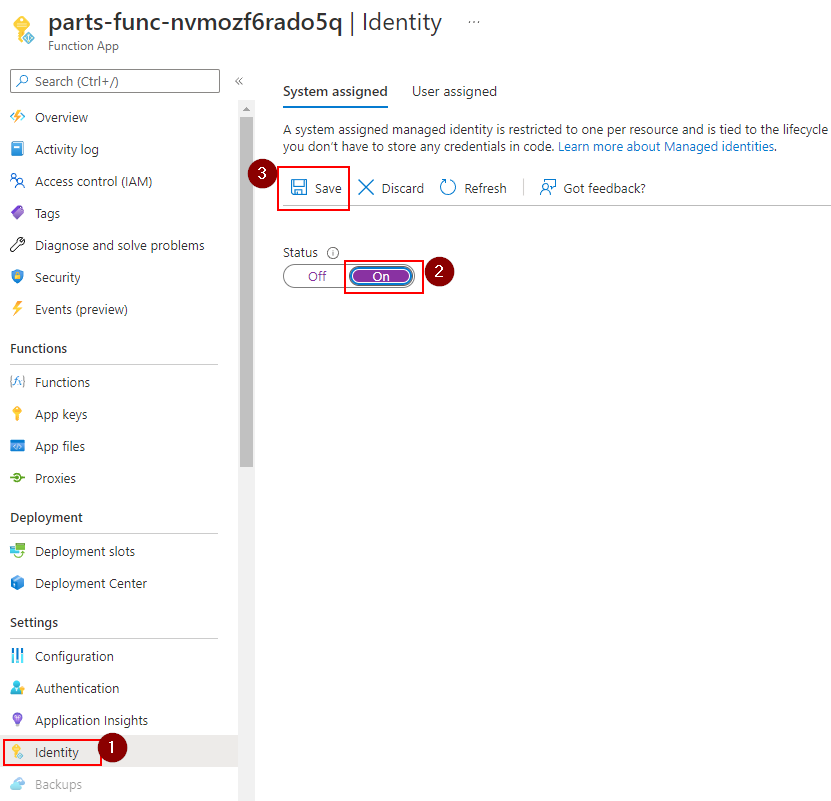 parts-func-nvmozf6rado5q | Identity ...
Function App
Search (Ctrl+/)
«
Overview
Activity log
Access control (IAM)
Tags
Diagnose and solve problems
Security
Events (preview)
Functions
Functions
App keys
App files
Proxies
Deployment
Deployment slots
Deployment Center
Settings
Configuration
Authentication
Application Insights
Identity
1
Backups
System assigned User assigned
A system assigned managed identity is restricted to one per resource and is tied to the lifecycle
you don't have to store any credentials in code. Learn more about Managed identities.
3 Save Discard Refresh Got feedback?
Status
Off On 2